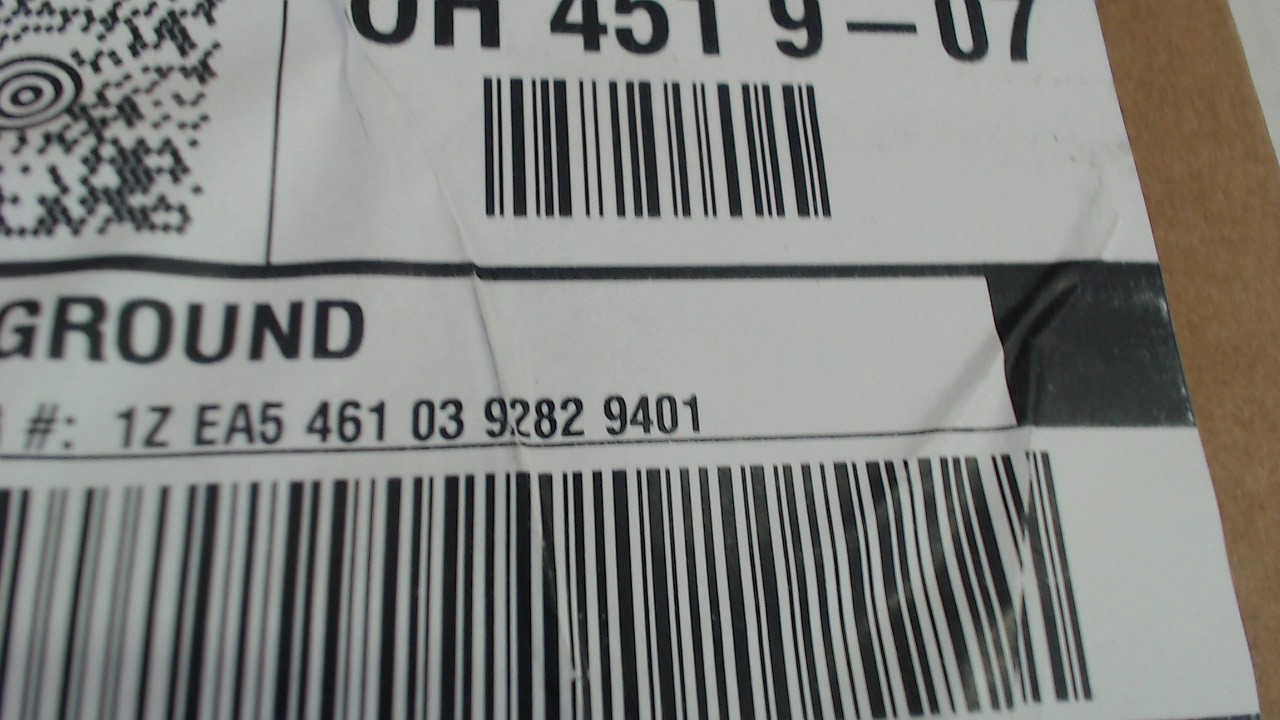 OH 451 9-07
GROUND
#: 1Z EA5 461 03 9282 9401